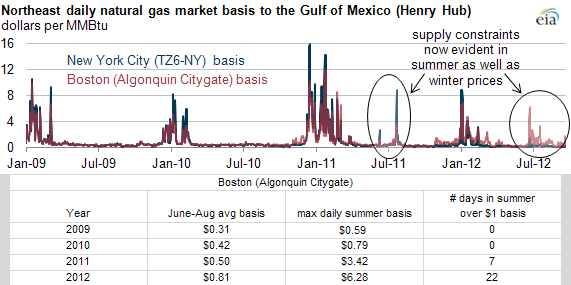 Northeast daily natural gas market basis to the Gulf of Mexico (Henry Hub)
dollars per MMBtu
eia
16
12
8
4
0
New York City (TZ6-NY) basis
Boston (Algonquin Citygate) basis
supply constraints
now evident in
summer as well as
winter prices
Jan-09 Jul-09 Jan-10 Jul-10 Jan-11 Jul-11 Jan-12 Jul-12
Boston (Algonquin Citygate)
Year June-Aug avg basis max daily summer basis # days in summer over $1 basis
2009 $0.31 $0.59 0
2010 $0.42 $0.79 0
2011 $0.50 $3.42 7
2012 $0.81 $6.28 22